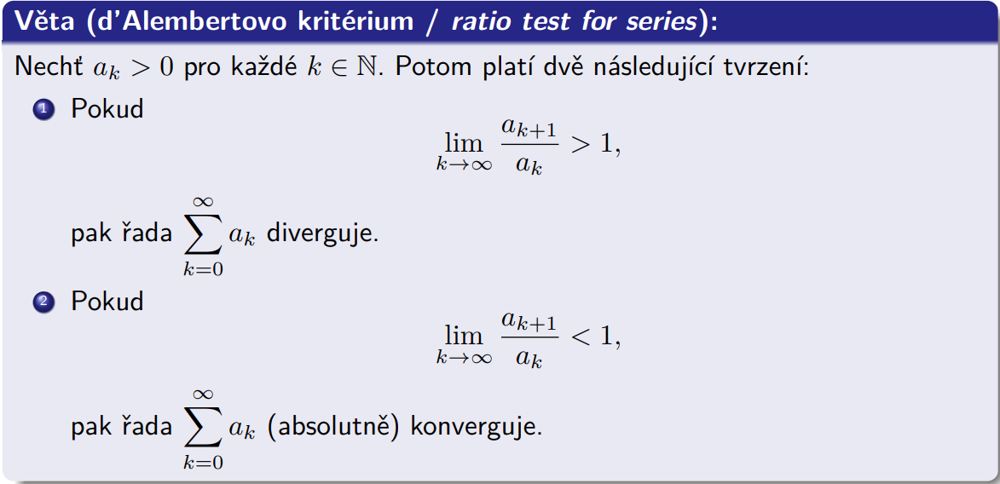 Věta (d'Alembertovo kritérium / ratio test for series):
Nechť $a_k > 0$ pro každé $k \in \mathbb{N}$. Potom platí dvě následující tvrzení:
1 Pokud
$$\lim_{k \to \infty} \frac{a_{k+1}}{a_k} > 1,$$
pak řada $\sum_{k=0}^{\infty} a_k$ diverguje.
2 Pokud
$$\lim_{k \to \infty} \frac{a_{k+1}}{a_k} < 1,$$
pak řada $\sum_{k=0}^{\infty} a_k$ (absolutně) konverguje.